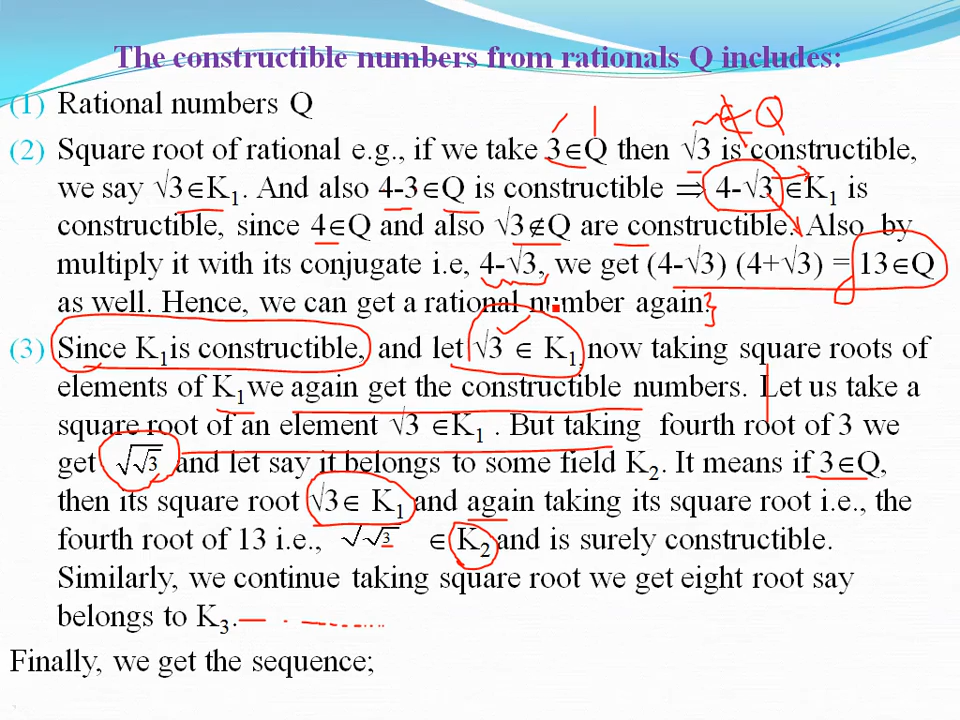 The constructible numbers from rationals Q includes:
(1) Rational numbers Q
∉ Q
(2) Square root of rational e.g., if we take 3∈Q then √3 is constructible,
we say √3∈K₁. And also 4-3∈Q is constructible ⇒ 4-√3 ∈K₁ is
constructible, since 4∈Q and also √3∉Q are constructible. Also by
multiply it with its conjugate i.e, 4-√3, we get (4-√3) (4+√3) = 13∈Q
as well. Hence, we can get a rational number again.
(3) Since K₁is constructible, and let √3 ∈ K₁ now taking square roots of
elements of K₁we again get the constructible numbers. Let us take a
square root of an element √3 ∈K₁ . But taking fourth root of 3 we
get √√3 and let say it belongs to some field K₂. It means if 3∈Q,
then its square root √3∈ K₁ and again taking its square root i.e., the
fourth root of 13 i.e., √√3 ∈ K₂ and is surely constructible.
Similarly, we continue taking square root we get eight root say
belongs to K₃.
Finally, we get the sequence;